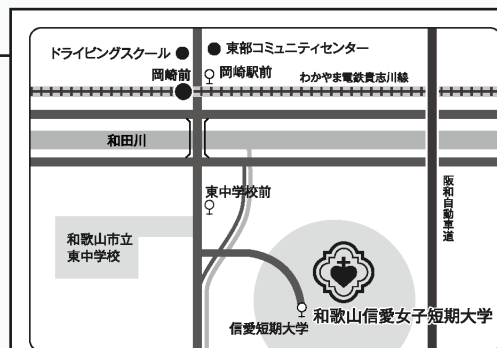 ドライビングスクール
東部コミュニティセンター
岡崎前
岡崎駅前
わかやま電鉄貴志川線
和田川
東中学校前
阪和自動車道
和歌山市立
東中学校
和歌山信愛女子短期大学
信愛短期大学